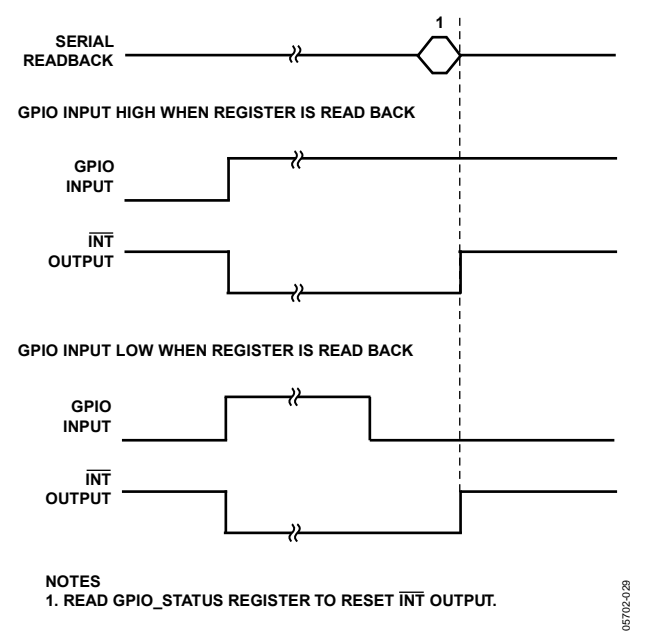 1
SERIAL
READBACK
GPIO INPUT HIGH WHEN REGISTER IS READ BACK
GPIO
INPUT
INT
OUTPUT
GPIO INPUT LOW WHEN REGISTER IS READ BACK
GPIO
INPUT
INT
OUTPUT
NOTES
1. READ GPIO_STATUS REGISTER TO RESET INT OUTPUT.
05702-029